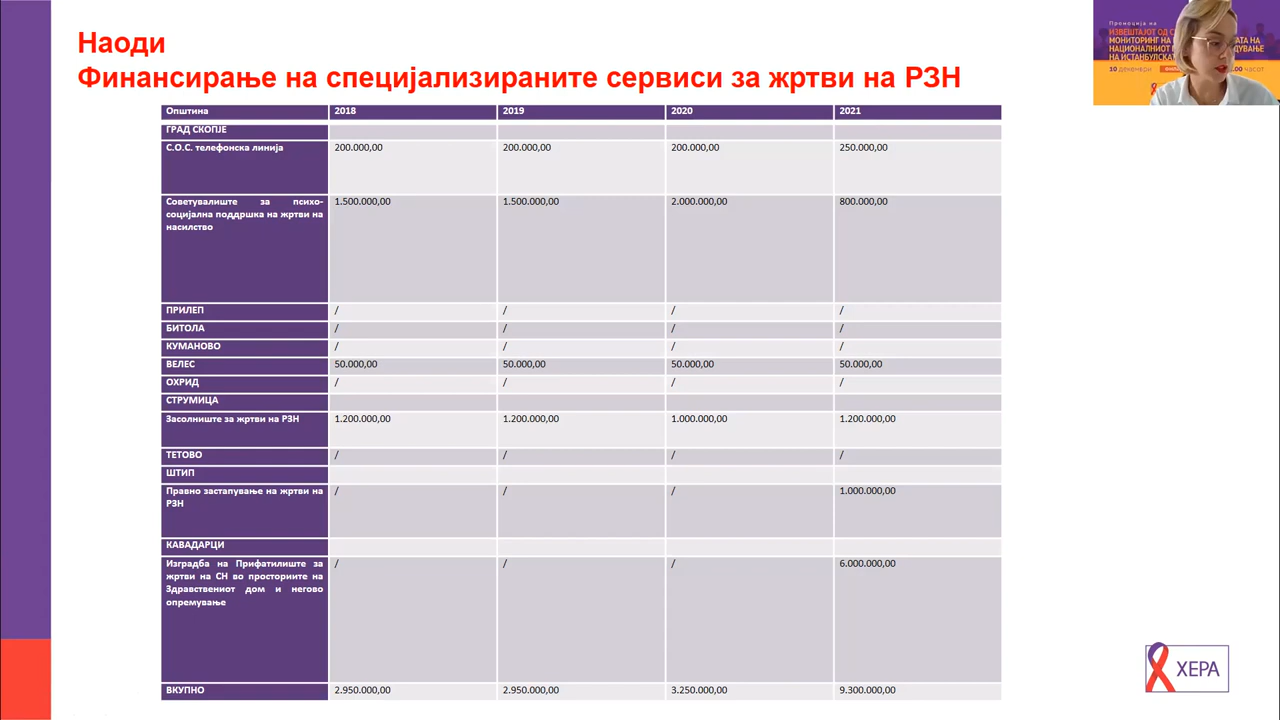 Наоди
Финансирање на специјализираните сервиси за жртви на РЗН
Општина 2018 2019 2020 2021
ГРАД СКОПЈЕ
С.О.С. телефонска линија 200.000,00 200.000,00 200.000,00 250.000,00
Советувалиште за психо-
социјална поддршка на жртви на
насилство
1.500.000,00 1.500.000,00 2.000.000,00 800.000,00
ПРИЛЕП / / / /
БИТОЛА / / / /
КУМАНОВО / / / /
ВЕЛЕС 50.000,00 50.000,00 50.000,00 50.000,00
ОХРИД / / / /
СТРУМИЦА
Засолниште за жртви на РЗН 1.200.000,00 1.200.000,00 1.000.000,00 1.200.000,00
ТЕТОВО / / / /
ШТИП
Правно застапување на жртви на
РЗН
/ / / 1.000.000,00
КАВАДАРЦИ
Изградба на Прифатилиште за
жртви на СН во просториите на
Здравствениот дом и негово
опремување
/ / / 6.000.000,00
ВКУПНО 2.950.000,00 2.950.000,00 3.250.000,00 9.300.000,00
Промоција на
ИЗВЕШТАЈОТ ОД
МОНИТОРИНГ НА
НАЦИОНАЛНИОТ
НА ИСТАНБУЛСКАТА
10 декември
ХЕРА